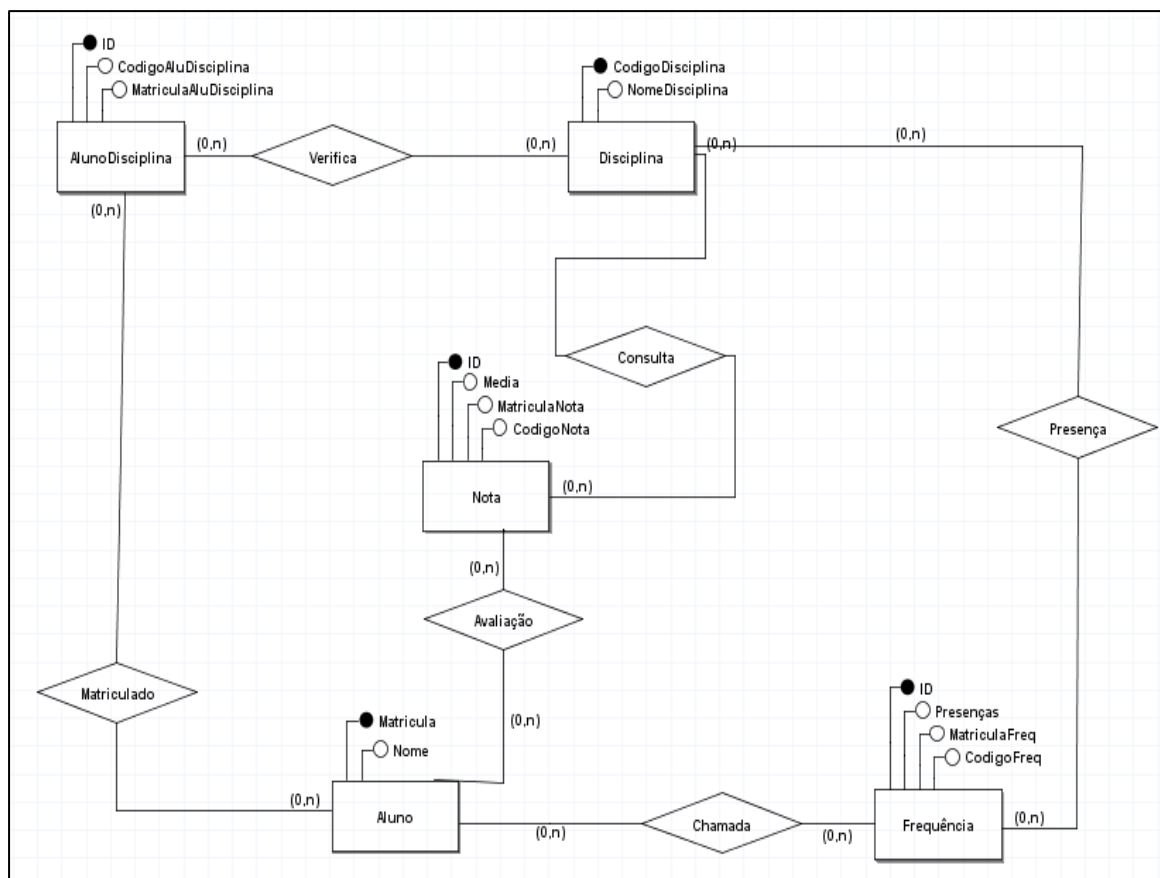 ID
CodigoAluDisciplina
MatriculaAluDisciplina
AlunoDisciplina
(0,n)
Verifica
(0,n)
CodigoDisciplina
NomeDisciplina
Disciplina
(0,n)
(0,n)
(0,n)
Consulta
ID
Media
MatriculaNota
CodigoNota
Nota
(0,n)
Presença
(0,n)
Avaliação
(0,n)
Matriculado
Matricula
Nome
(0,n)
Aluno
(0,n)
Chamada
(0,n)
ID
Presenças
MatriculaFreq
CodigoFreq
Frequência
(0,n)